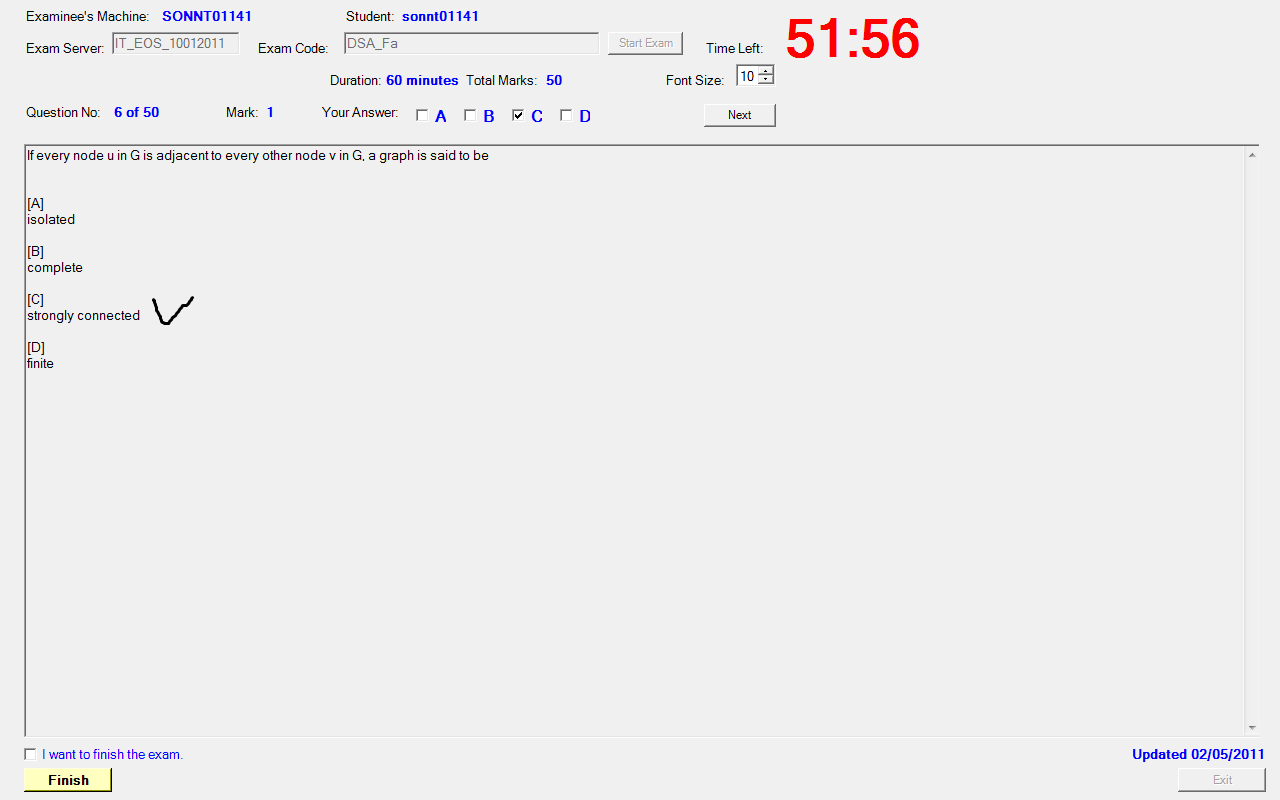 Examinee's Machine: SONNT01141 Student: sonnt01141
Exam Server: IT_EOS_10012011 Exam Code: DSA_Fa Start Exam Time Left: 51:56
Duration: 60 minutes Total Marks: 50 Font Size: 10
Question No: 6 of 50 Mark: 1 Your Answer: A B C D Next
If every node u in G is adjacent to every other node v in G, a graph is said to be
[A]
isolated
[B]
complete
[C]
strongly connected
[D]
finite
I want to finish the exam. Updated 02/05/2011
Finish Exit